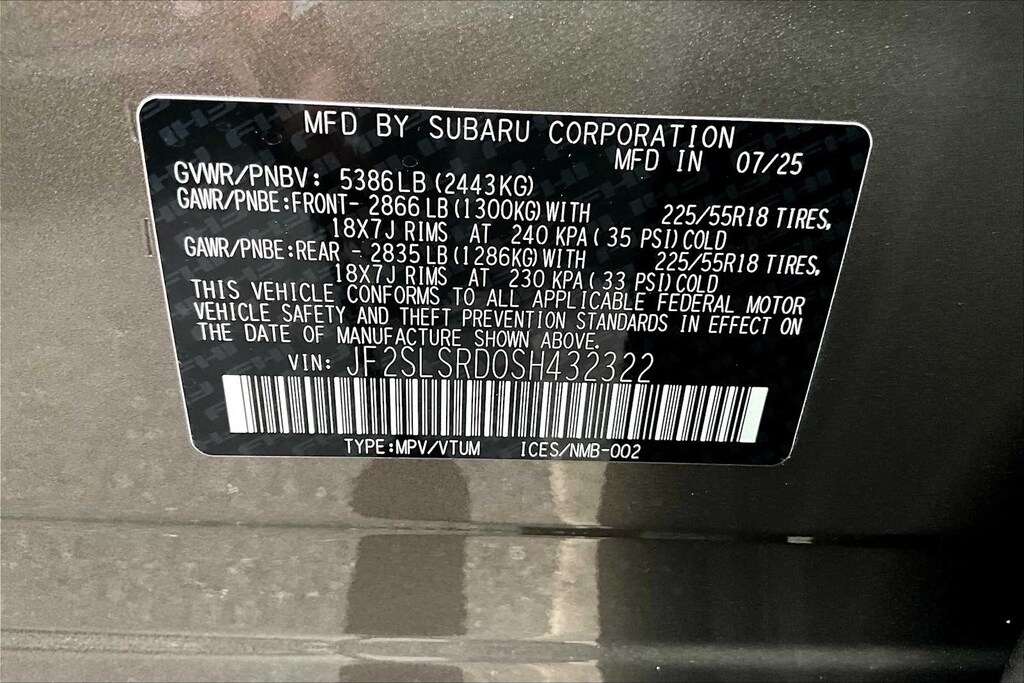 MFD BY SUBARU CORPORATION
MFD IN 07/25
GVWR/PNBV: 5386LB (2443KG)
GAWR/PNBE:FRONT- 2866 LB (1300KG) WITH 225/55R18 TIRES,
18X7J RIMS AT 240 KPA ( 35 PSI) COLD
GAWR/PNBE:REAR - 2835 LB (1286KG) WITH 225/55R18 TIRES,
18X7J RIMS AT 230 KPA ( 33 PSI) COLD
THIS VEHICLE CONFORMS TO ALL APPLICABLE FEDERAL MOTOR
VEHICLE SAFETY AND THEFT PREVENTION STANDARDS IN EFFECT ON
THE DATE OF MANUFACTURE SHOWN ABOVE.
VIN: JF2SLSRD0SH432322
TYPE:MPV/VTUM ICES/NMB-002